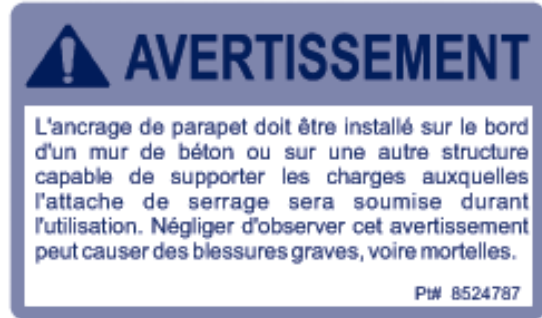 AVERTISSEMENT
L'ancrage de parapet doit être installé sur le bord
d'un mur de béton ou sur une autre structure
capable de supporter les charges auxquelles
l'attache de serrage sera soumise durant
l'utilisation. Négliger d'observer cet avertissement
peut causer des blessures graves, voire mortelles.
Pt# 8524787